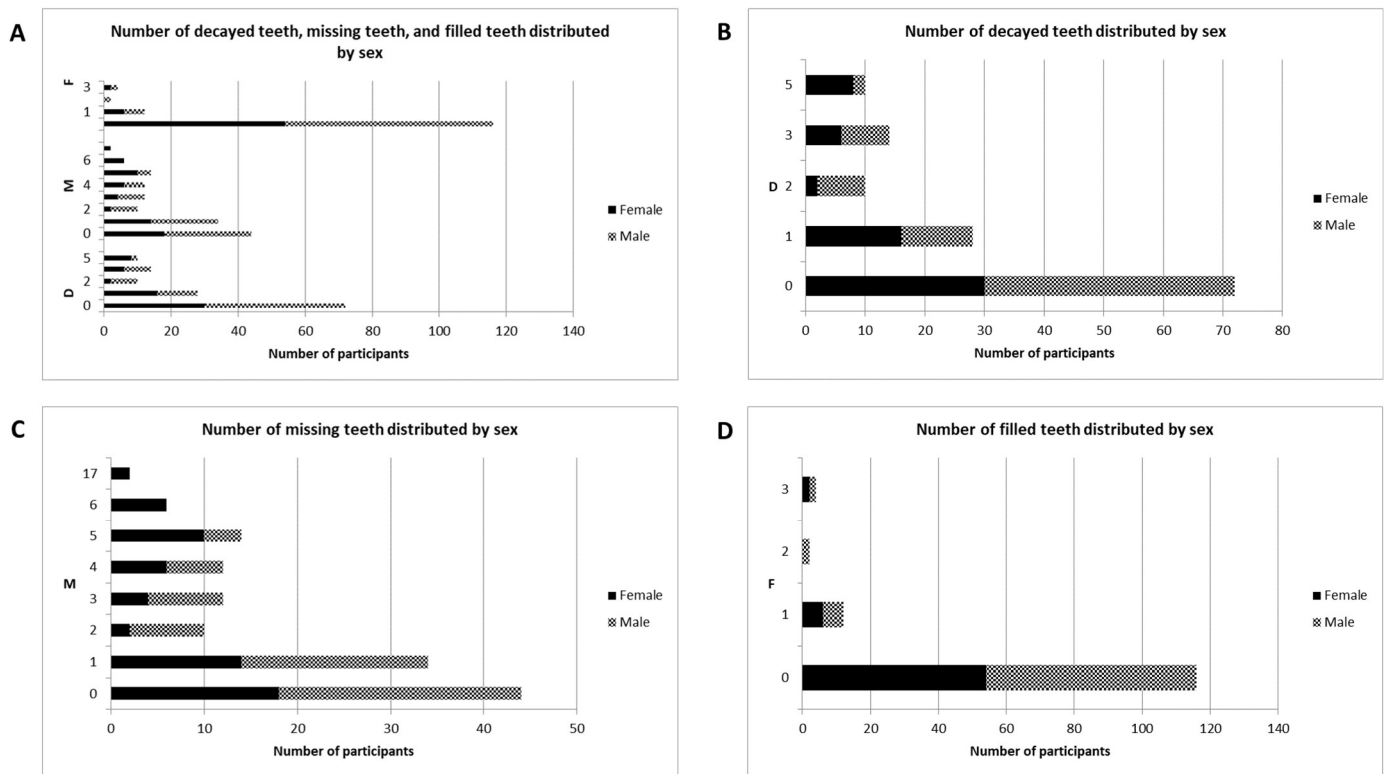 A
Number of decayed teeth, missing teeth, and filled teeth distributed
by sex
F
3
1
M
6
4
2
0
D
5
2
0
0 20 40 60 80 100 120 140
Number of participants
Female
Male
B
Number of decayed teeth distributed by sex
5
3
D 2
1
0
0 10 20 30 40 50 60 70 80
Number of participants
Female
Male
C
Number of missing teeth distributed by sex
17
6
5
4
M
3
2
1
0
0 10 20 30 40 50
Number of participants
Female
Male
D
Number of filled teeth distributed by sex
3
2
F
1
0
0 20 40 60 80 100 120 140
Number of participants
Female
Male